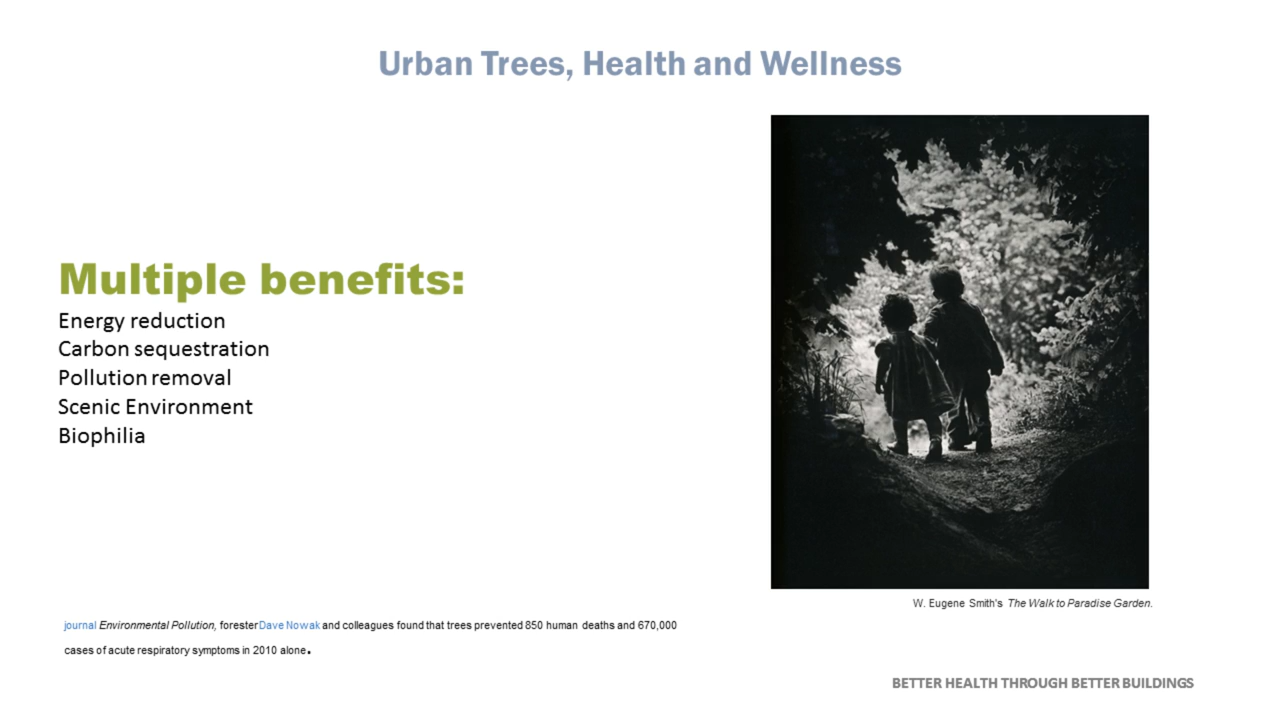 Urban Trees, Health and Wellness
Multiple benefits:
Energy reduction
Carbon sequestration
Pollution removal
Scenic Environment
Biophilia
W. Eugene Smith's The Walk to Paradise Garden.
journal Environmental Pollution, forester Dave Nowak and colleagues found that trees prevented 850 human deaths and 670,000
cases of acute respiratory symptoms in 2010 alone.
BETTER HEALTH THROUGH BETTER BUILDINGS